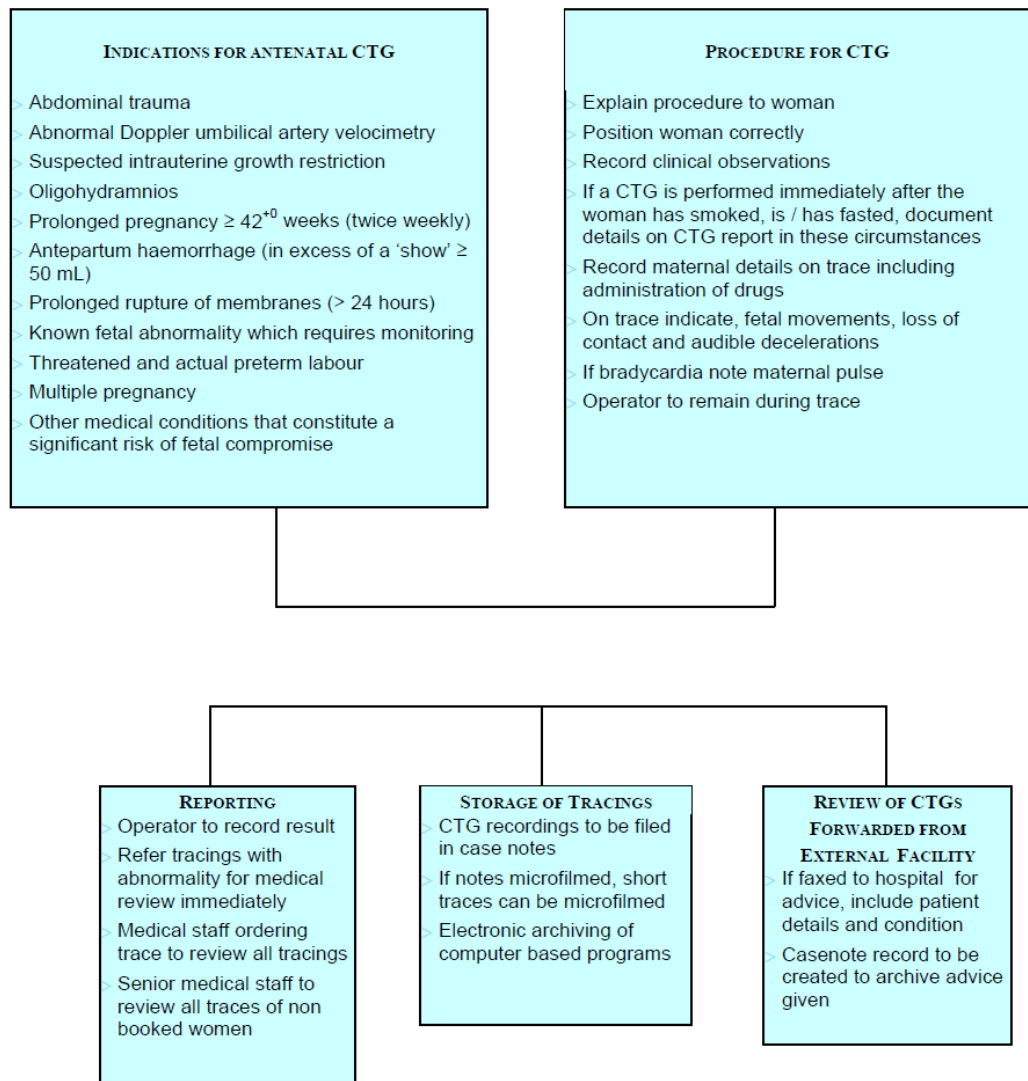 INDICATIONS FOR ANTENATAL CTG
> Abdominal trauma
> Abnormal Doppler umbilical artery velocimetry
> Suspected intrauterine growth restriction
> Oligohydramnios
> Prolonged pregnancy ≥ 42+0 weeks (twice weekly)
> Antepartum haemorrhage (in excess of a ‘show’ ≥
50 mL)
> Prolonged rupture of membranes (> 24 hours)
> Known fetal abnormality which requires monitoring
> Threatened and actual preterm labour
> Multiple pregnancy
> Other medical conditions that constitute a
significant risk of fetal compromise
PROCEDURE FOR CTG
> Explain procedure to woman
> Position woman correctly
> Record clinical observations
> If a CTG is performed immediately after the
woman has smoked, is / has fasted, document
details on CTG report in these circumstances
> Record maternal details on trace including
administration of drugs
> On trace indicate, fetal movements, loss of
contact and audible decelerations
> If bradycardia note maternal pulse
> Operator to remain during trace
REPORTING
> Operator to record result
> Refer tracings with
abnormality for medical
review immediately
> Medical staff ordering
trace to review all tracings
> Senior medical staff to
review all traces of non
booked women
STORAGE OF TRACINGS
> CTG recordings to be filed
in case notes
> If notes microfilmed, short
traces can be microfilmed
> Electronic archiving of
computer based programs
REVIEW OF CTGS
FORWARDED FROM
EXTERNAL FACILITY
> If faxed to hospital for
advice, include patient
details and condition
> Casenote record to be
created to archive advice
given